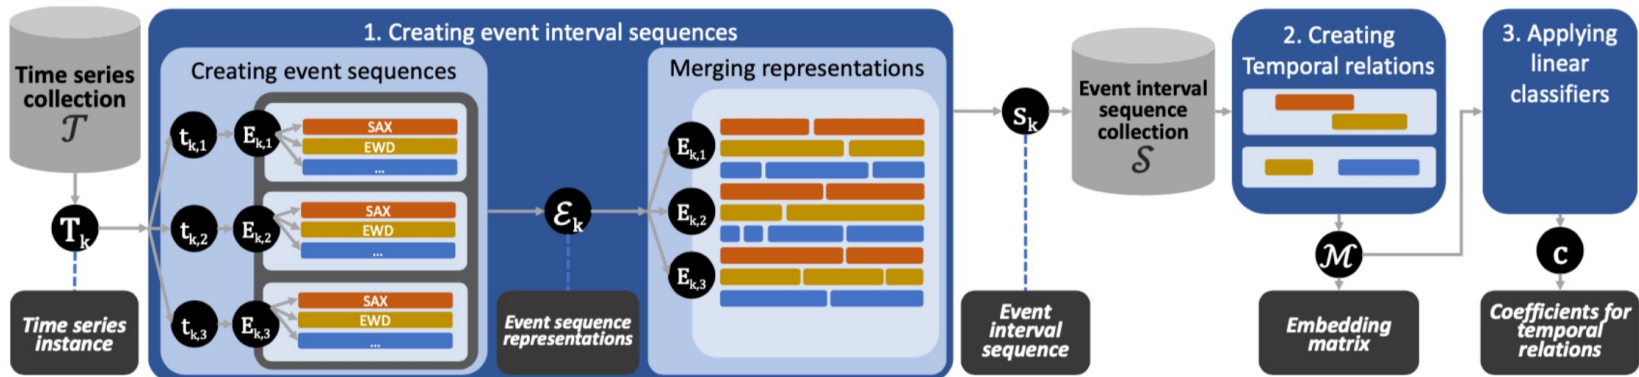 Time series
collection
𝒯
T_k
Time series
instance
1. Creating event interval sequences
Creating event sequences
t_k,1
E_k,1
SAX
EWD
...
t_k,2
E_k,2
SAX
EWD
...
t_k,3
E_k,3
SAX
EWD
...
ℰ_k
Event sequence
representations
Merging representations
E_k,1
E_k,2
E_k,3
s_k
Event
interval
sequence
Event interval
sequence
collection
𝒮
2. Creating
Temporal relations
ℳ
Embedding
matrix
3. Applying
linear
classifiers
c
Coefficients for
temporal
relations